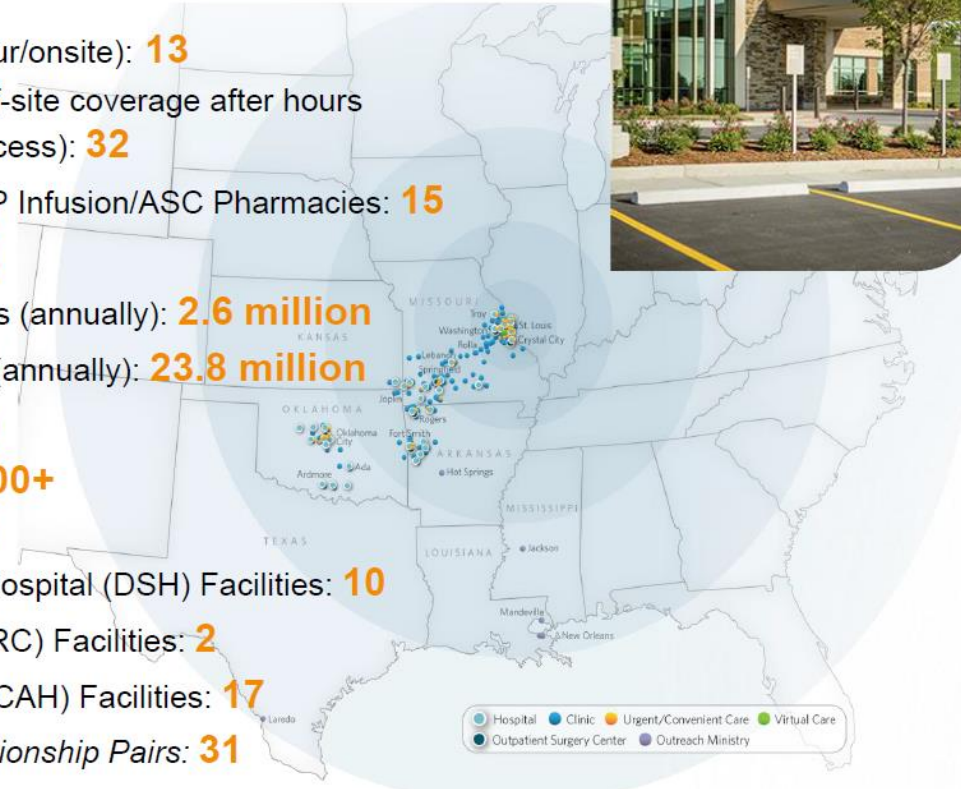 ur/onsite): 13
-site coverage after hours
cess): 32
P Infusion/ASC Pharmacies: 15
s (annually): 2.6 million
(annually): 23.8 million
00+
ospital (DSH) Facilities: 10
RC) Facilities: 2
CAH) Facilities: 17
ionship Pairs: 31
MISSOURI
Troy
St. Louis
Washington
Crystal City
Rolla
KANSAS
Lebanon
Springfield
Joplin
Rogers
OKLAHOMA
Oklahoma
City
Fort Smith
ARKANSAS
Ada
Hot Springs
Ardmore
MISSISSIPPI
TEXAS
LOUISIANA
Jackson
Mandeville
New Orleans
Laredo
Hospital Clinic Urgent/Convenient Care Virtual Care
Outpatient Surgery Center Outreach Ministry